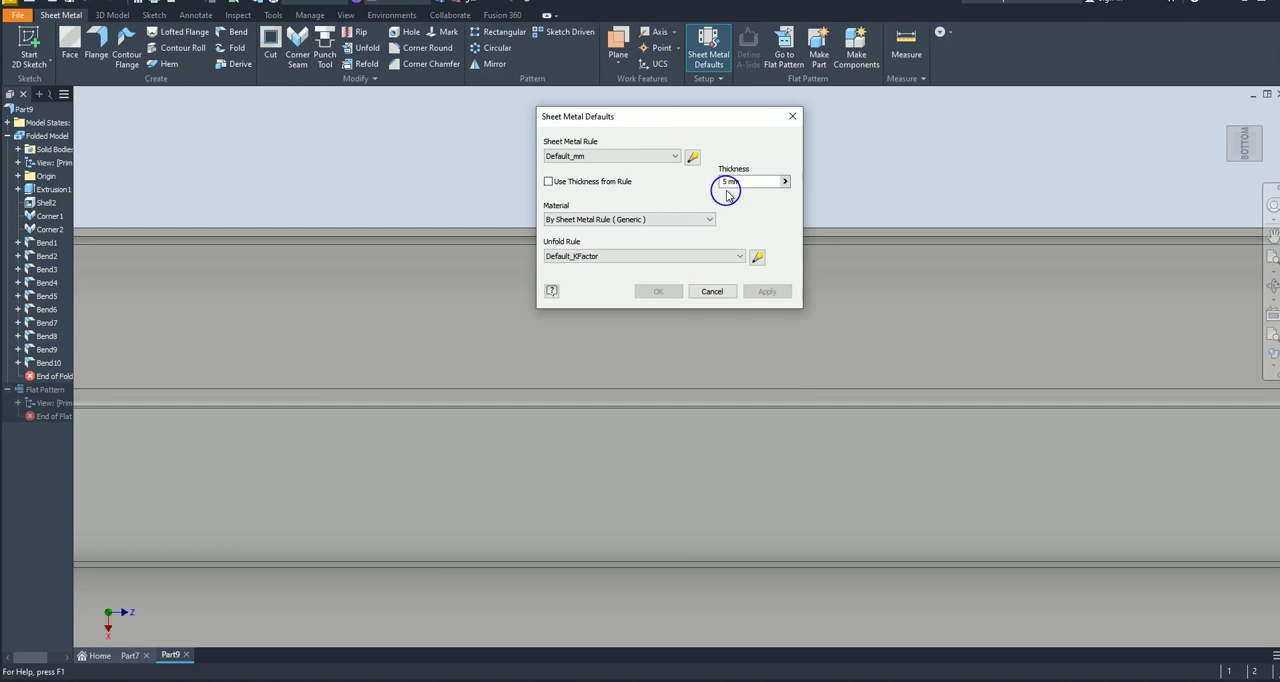 File Sheet Metal 3D Model Sketch Annotate Inspect Tools Manage View Environments Collaborate Fusion 360
Start
2D Sketch
Face
Flange
Contour
Flange
Lofted Flange
Contour Roll
Hem
Bend
Fold
Derive
Cut
Corner
Seam
Punch
Tool
Rip
Unfold
Refold
Hole
Mark
Corner Round
Corner Chamfer
Rectangular
Circular
Mirror
Sketch Driven
Plane
Axis
Point
UCS
Sheet Metal
Defaults
Define
A-Side
Go to
Flat Pattern
Make
Part
Make
Components
Measure
Sketch Create Modify Pattern Work Features Setup Flat Pattern Measure
Part9
Model States:
Folded Model
Solid Bodies
View: [Prim
Origin
Extrusion1
Shell2
Corner1
Corner2
Bend1
Bend2
Bend3
Bend4
Bend5
Bend6
Bend7
Bend8
Bend9
Bend10
End of Fold
Flat Pattern
View: [Prim
End of Flat
Sheet Metal Defaults
Sheet Metal Rule
Default_mm
Thickness
Use Thickness from Rule
5 mm
Material
By Sheet Metal Rule ( Generic )
Unfold Rule
Default_KFactor
?
OK Cancel Apply
BOTTOM
Z
X
Home Part7 Part9
For Help, press F1
1 2